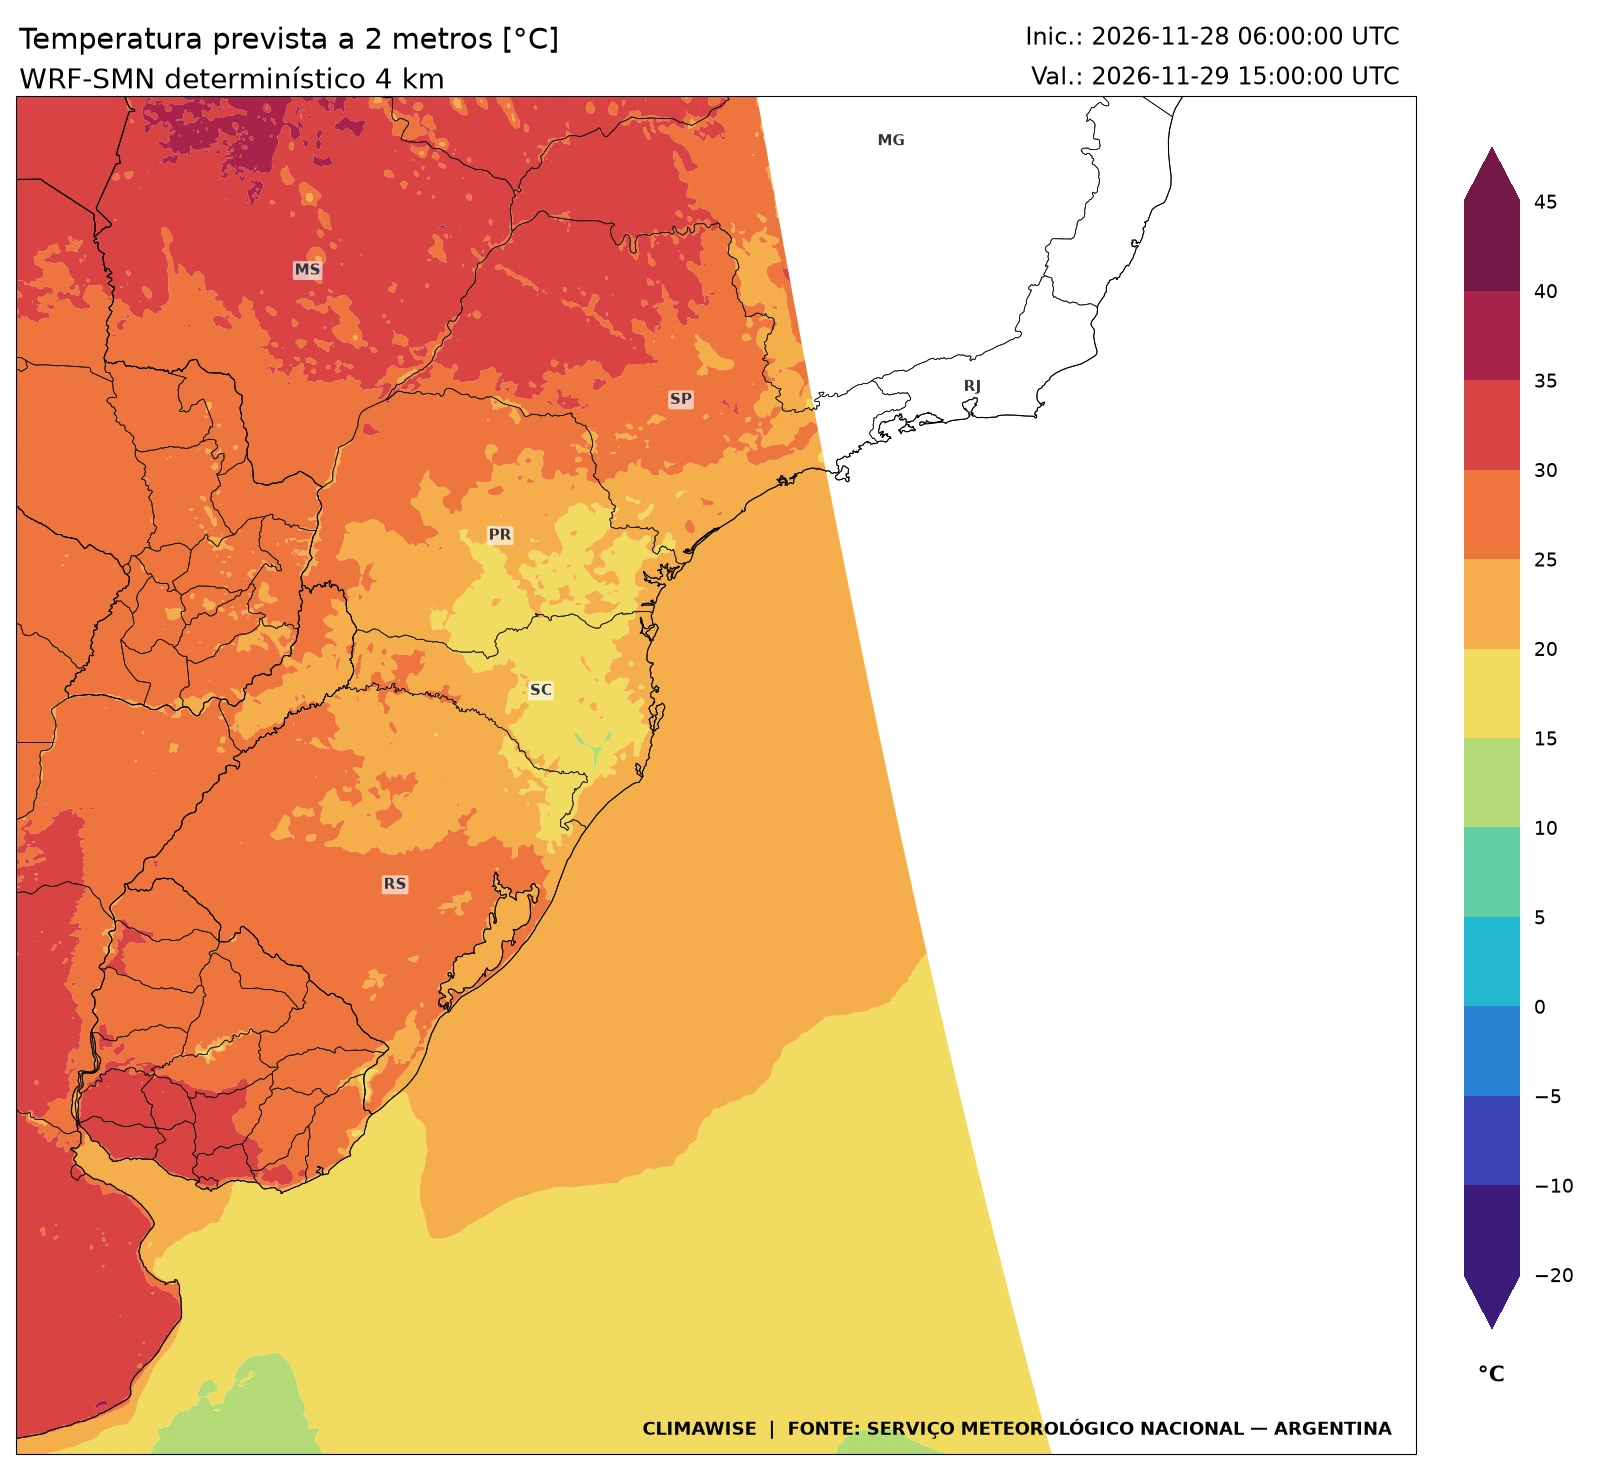 Temperatura prevista a 2 metros [°C]
WRF-SMN determinístico 4 km
Inic.: 2026-11-28 06:00:00 UTC
Val.: 2026-11-29 15:00:00 UTC
MG
MS
RJ
SP
PR
SC
RS
45
40
35
30
25
20
15
10
5
0
−5
−10
−20
°C
CLIMAWISE | FONTE: SERVIÇO METEOROLÓGICO NACIONAL — ARGENTINA